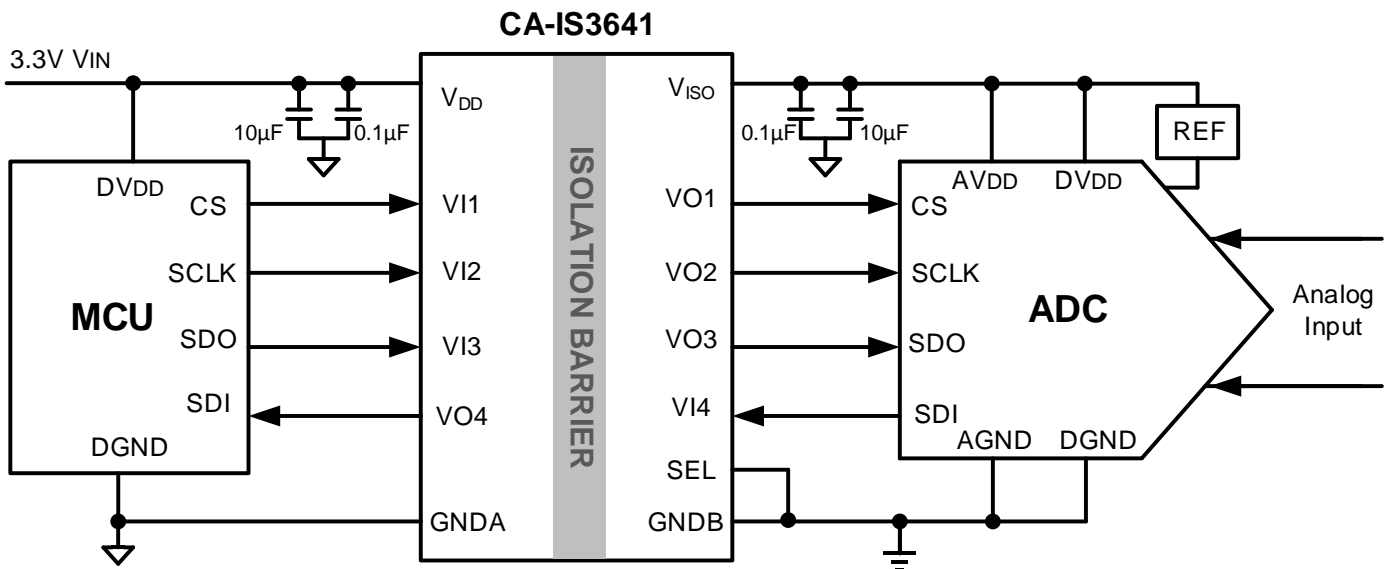 CA-IS3641
3.3V VIN
VDD
VISO
10µF
0.1µF
0.1µF
10µF
REF
ISOLATION BARRIER
DVDD
AVDD
DVDD
CS
VI1
VO1
CS
SCLK
VI2
VO2
SCLK
MCU
ADC
Analog
Input
SDO
VI3
VO3
SDO
SDI
VO4
VI4
SDI
DGND
AGND
DGND
SEL
GNDA
GNDB